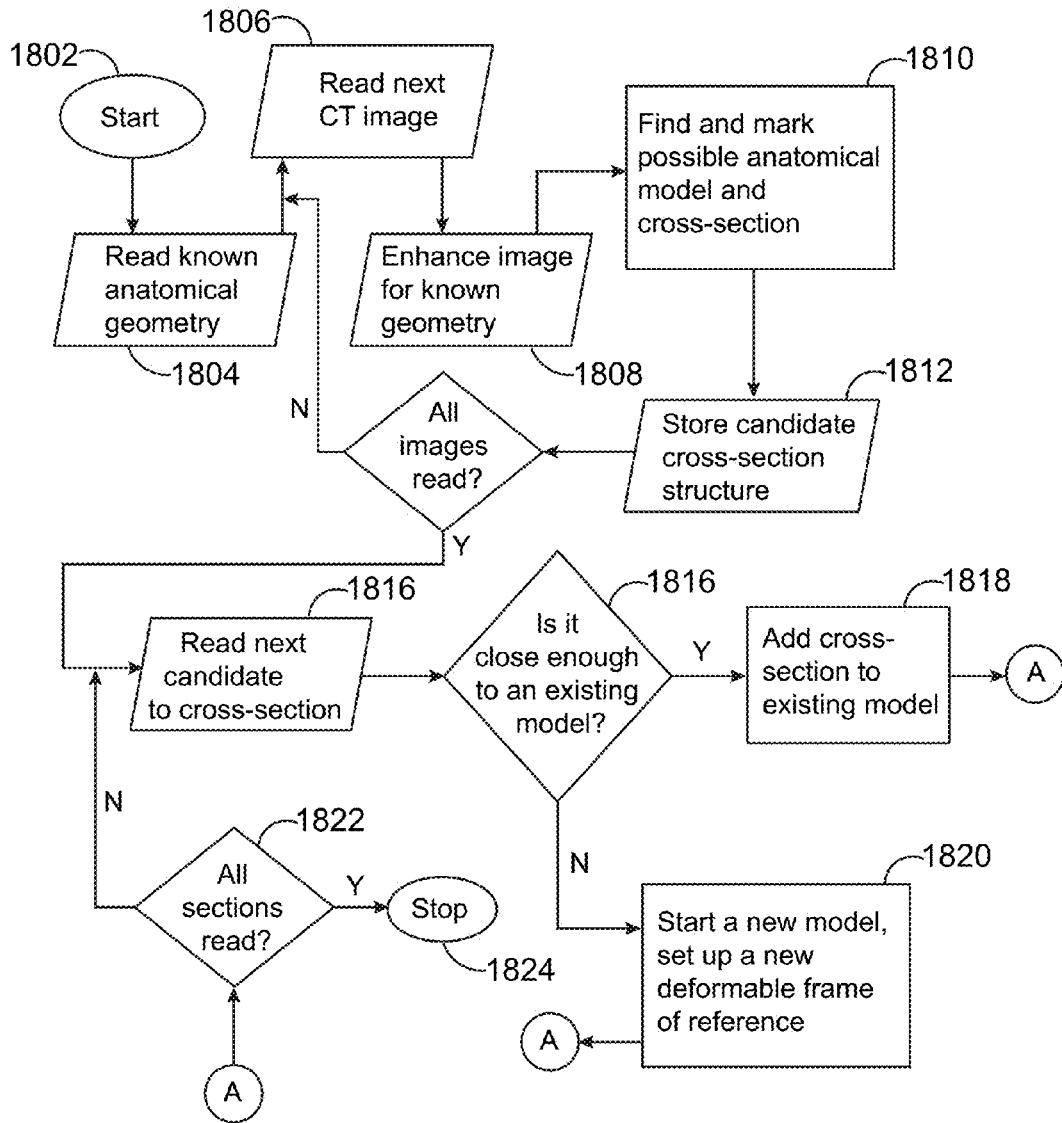 1802
Start
1806
Read next
CT image
1810
Find and mark
possible anatomical
model and
cross-section
Read known
anatomical
geometry
1804
Enhance image
for known
geometry
1808
1812
Store candidate
cross-section
structure
All
images
read?
N
Y
1816
Read next
candidate
to cross-section
1816
Is it
close enough
to an existing
model?
Y
1818
Add cross-
section to
existing model
A
N
N
1822
All
sections
read?
Y
Stop
1824
1820
Start a new model,
set up a new
deformable frame
of reference
A
A